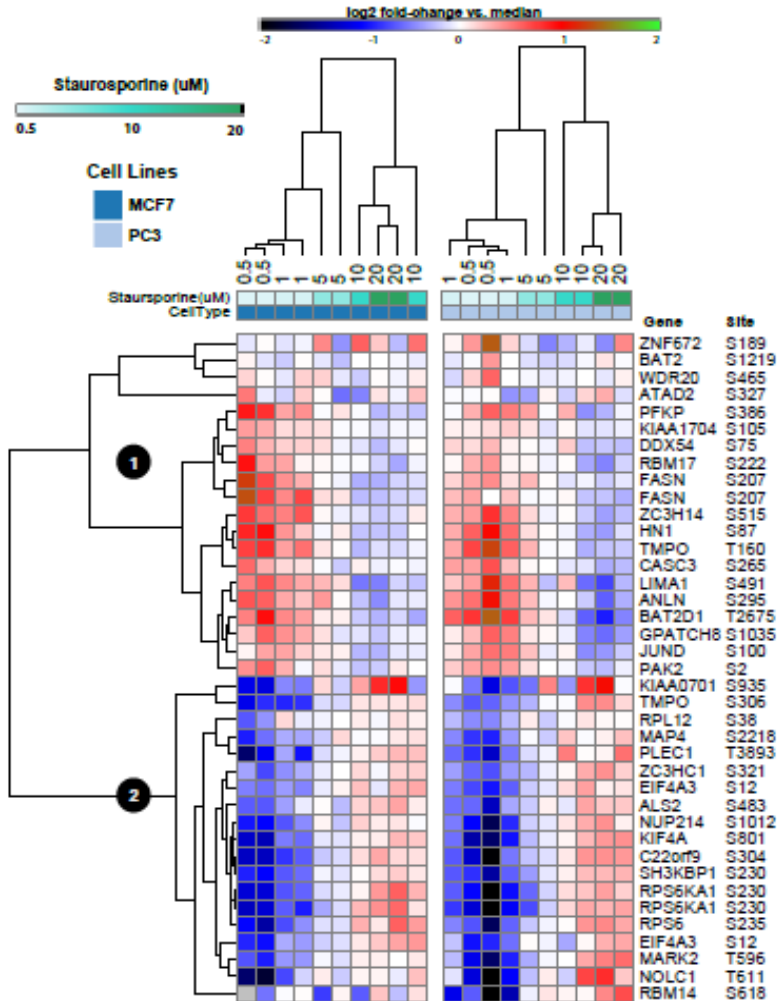 log2 fold-change vs. median
-2 -1 0 1 2
Staurosporine (uM)
0.5 10 20
Cell Lines
MCF7
PC3
0.5 0.5 1 1 5 5 10 20 20 10 1 0.5 0.5 1 5 5 10 10 20 20
Staursporine(uM)
CellType
Gene Site
ZNF672 S189
BAT2 S1219
WDR20 S465
ATAD2 S327
PFKP S386
KIAA1704 S105
DDX54 S75
1
RBM17 S222
FASN S207
FASN S207
ZC3H14 S515
HN1 S87
TMPO T160
CASC3 S265
LIMA1 S491
ANLN S295
BAT2D1 T2675
GPATCH8 S1035
JUND S100
PAK2 S2
KIAA0701 S935
TMPO S306
RPL12 S38
MAP4 S2218
PLEC1 T3893
ZC3HC1 S321
2
EIF4A3 S12
ALS2 S483
NUP214 S1012
KIF4A S801
C22orf9 S304
SH3KBP1 S230
RPS6KA1 S230
RPS6KA1 S230
RPS6 S235
EIF4A3 S12
MARK2 T596
NOLC1 T611
RBM14 S618